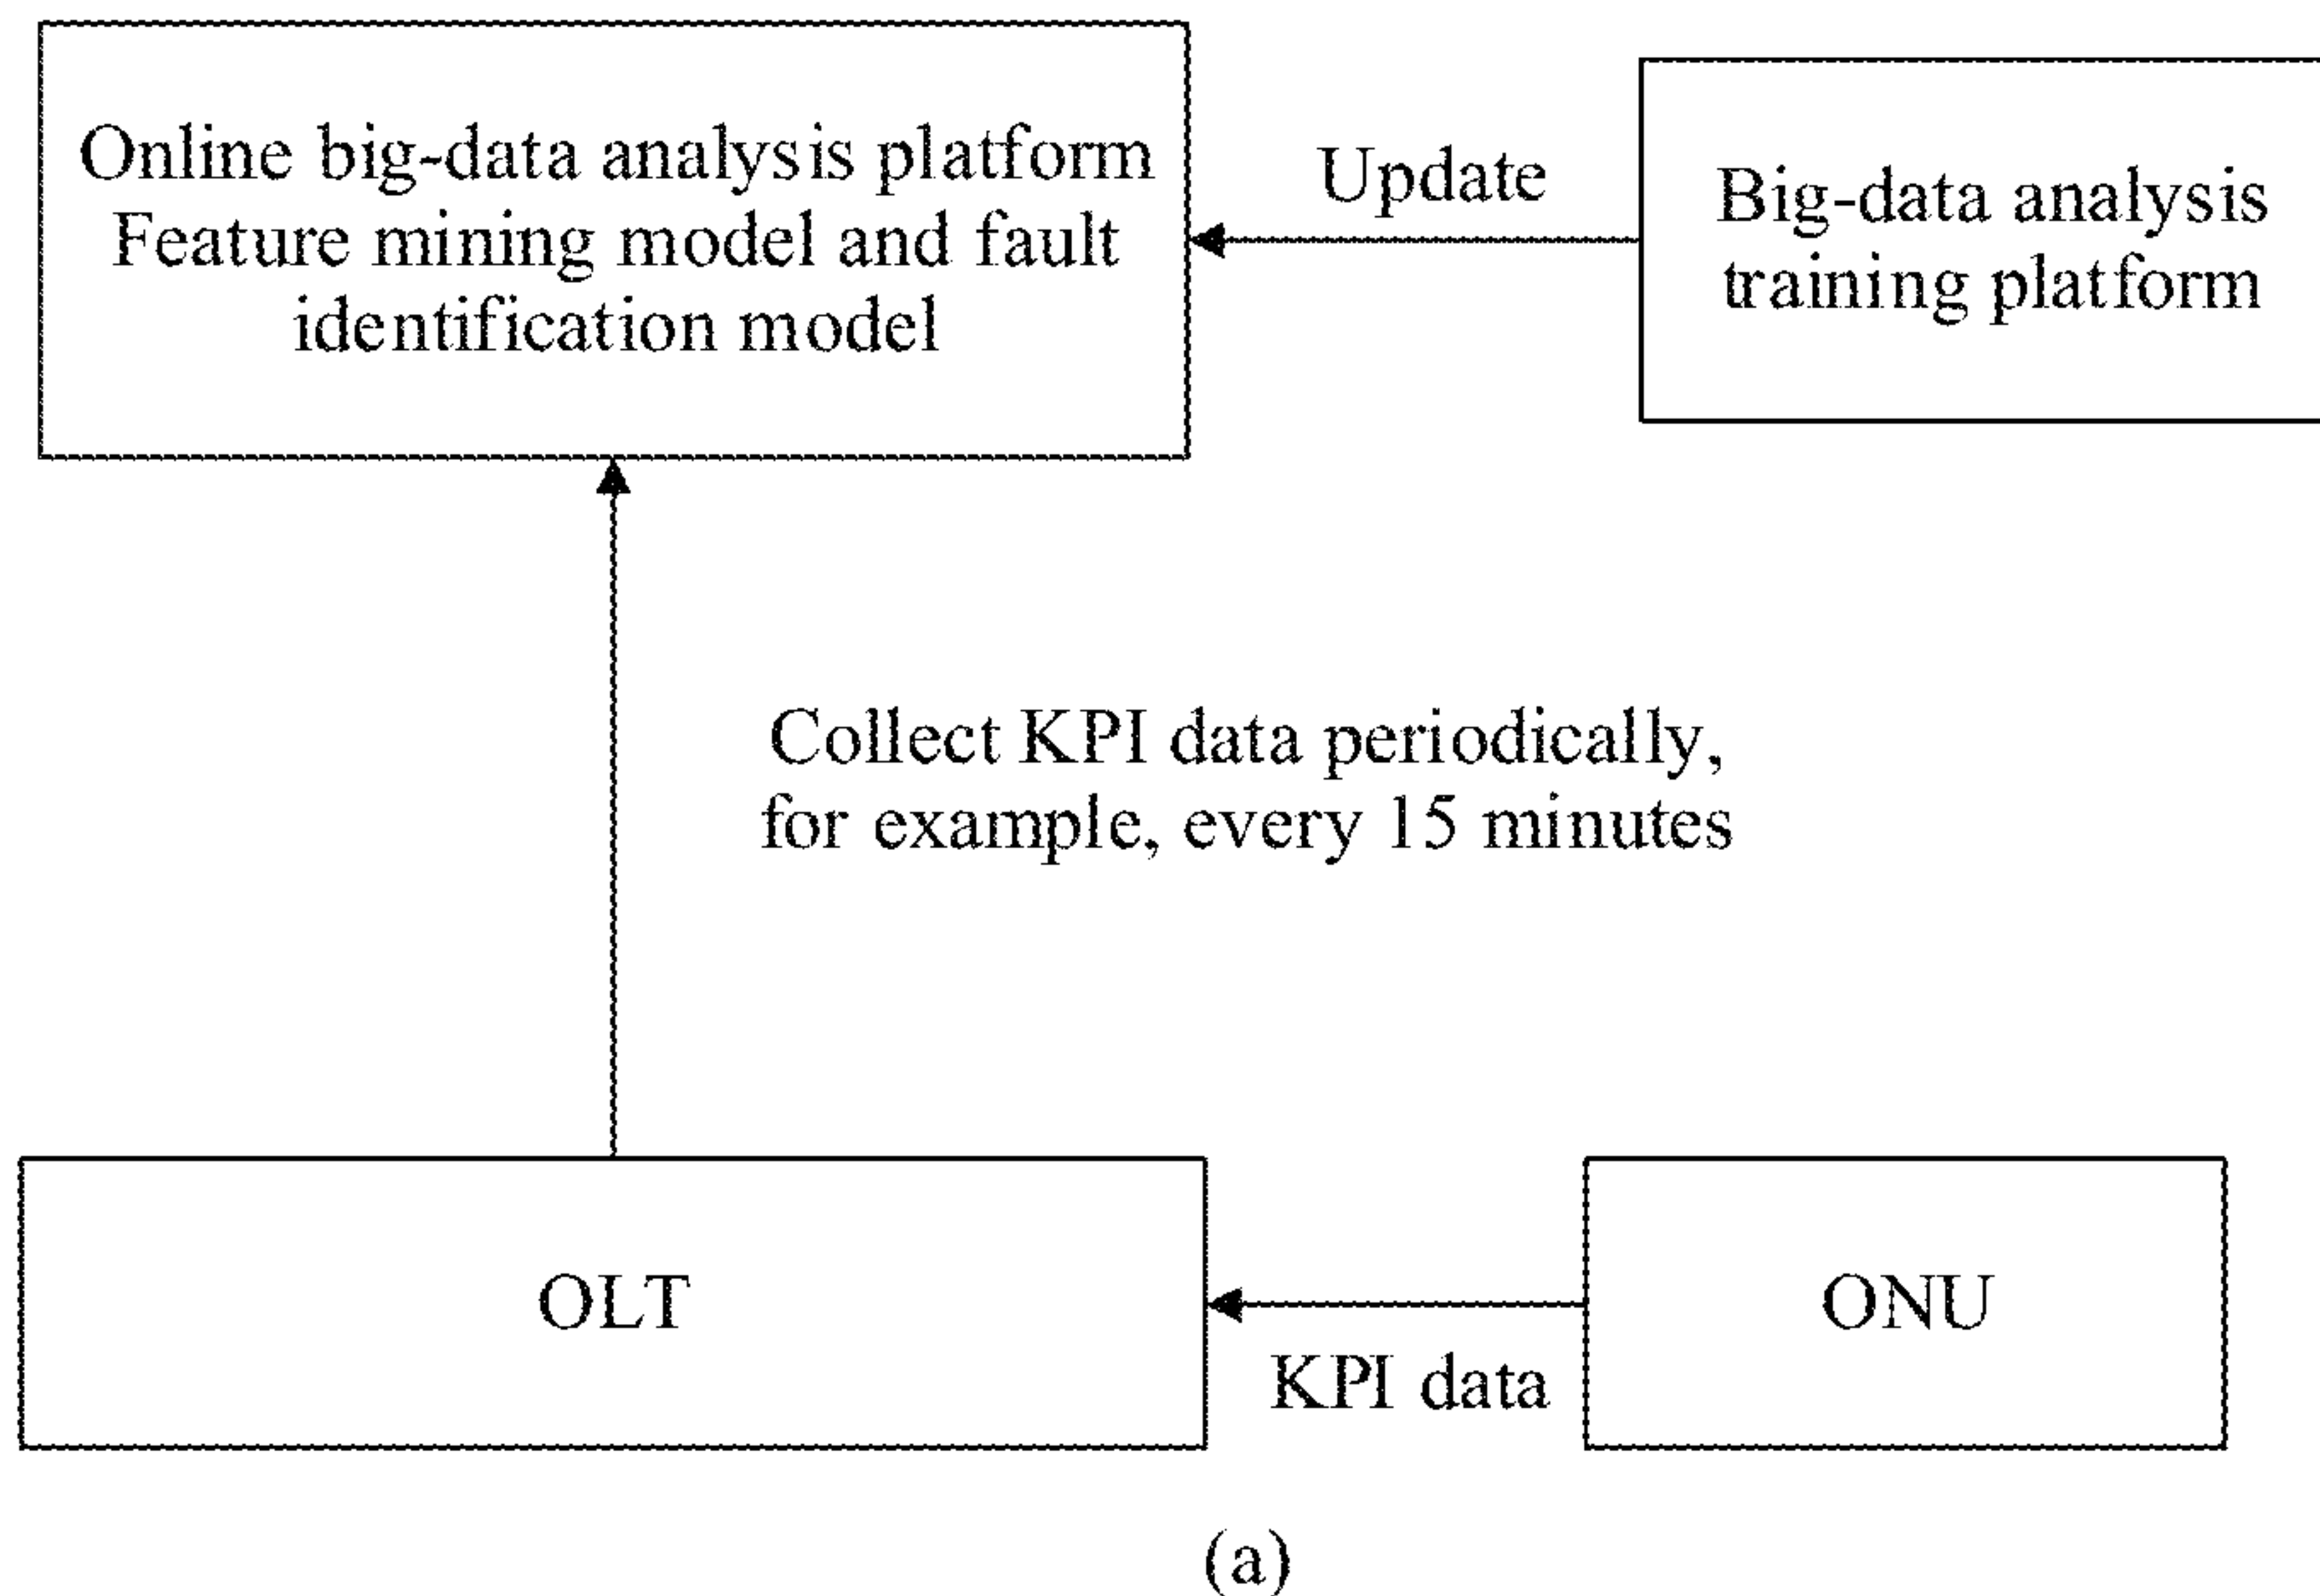 Online big-data analysis platform
Feature mining model and fault
identification model
Update
Big-data analysis
training platform
Collect KPI data periodically,
for example, every 15 minutes
OLT
KPI data
ONU
(a)